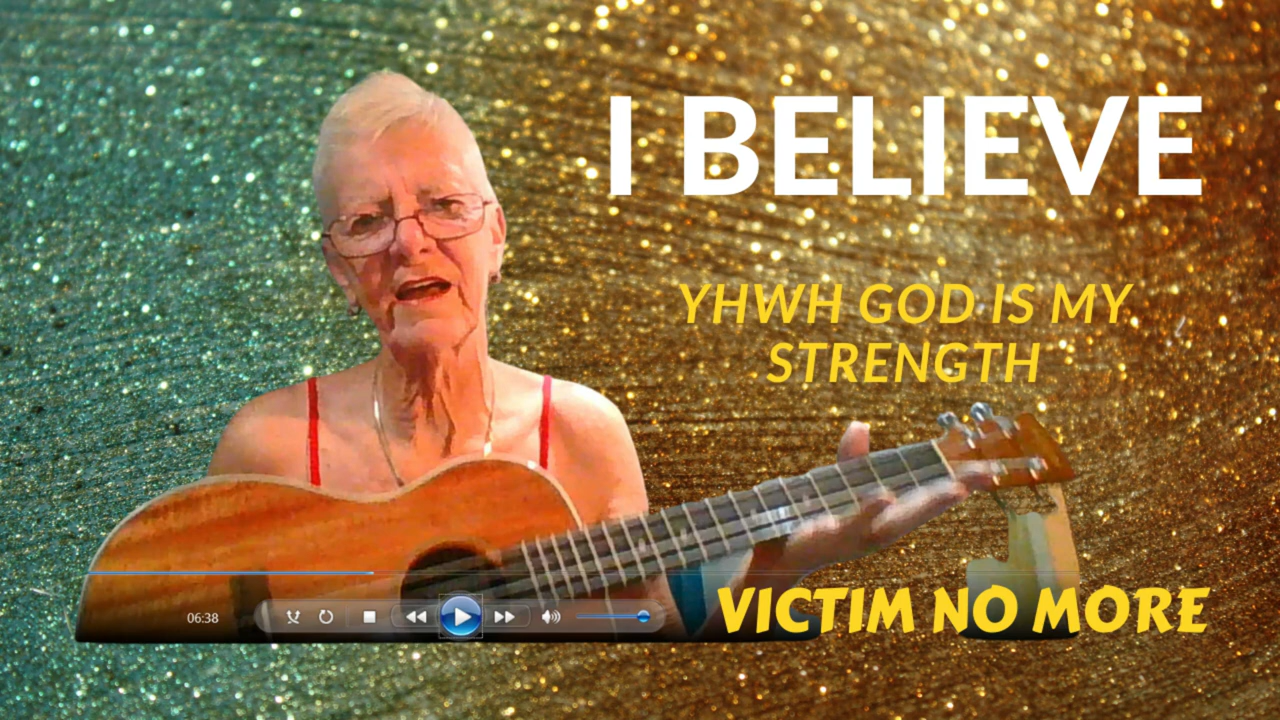 I BELIEVE
YHWH GOD IS MY
STRENGTH
VICTIM NO MORE
06:38